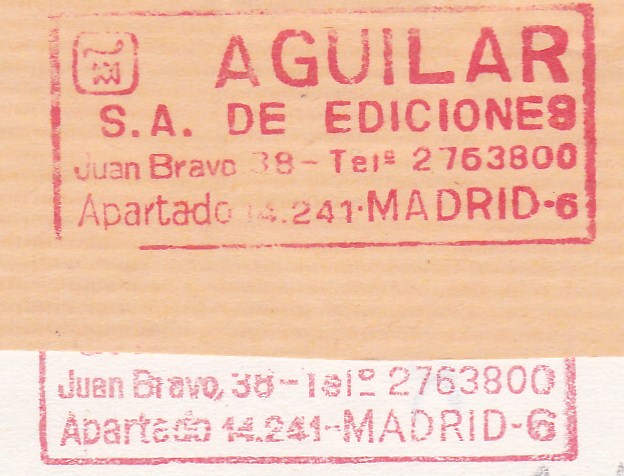 AGUILAR
S.A. DE EDICIONES
Juan Bravo 38 - Telº 2763800
Apartado 14.241·MADRID·6
Juan Bravo, 38 - Telº 2763800
Apartado 14.241-MADRID-6